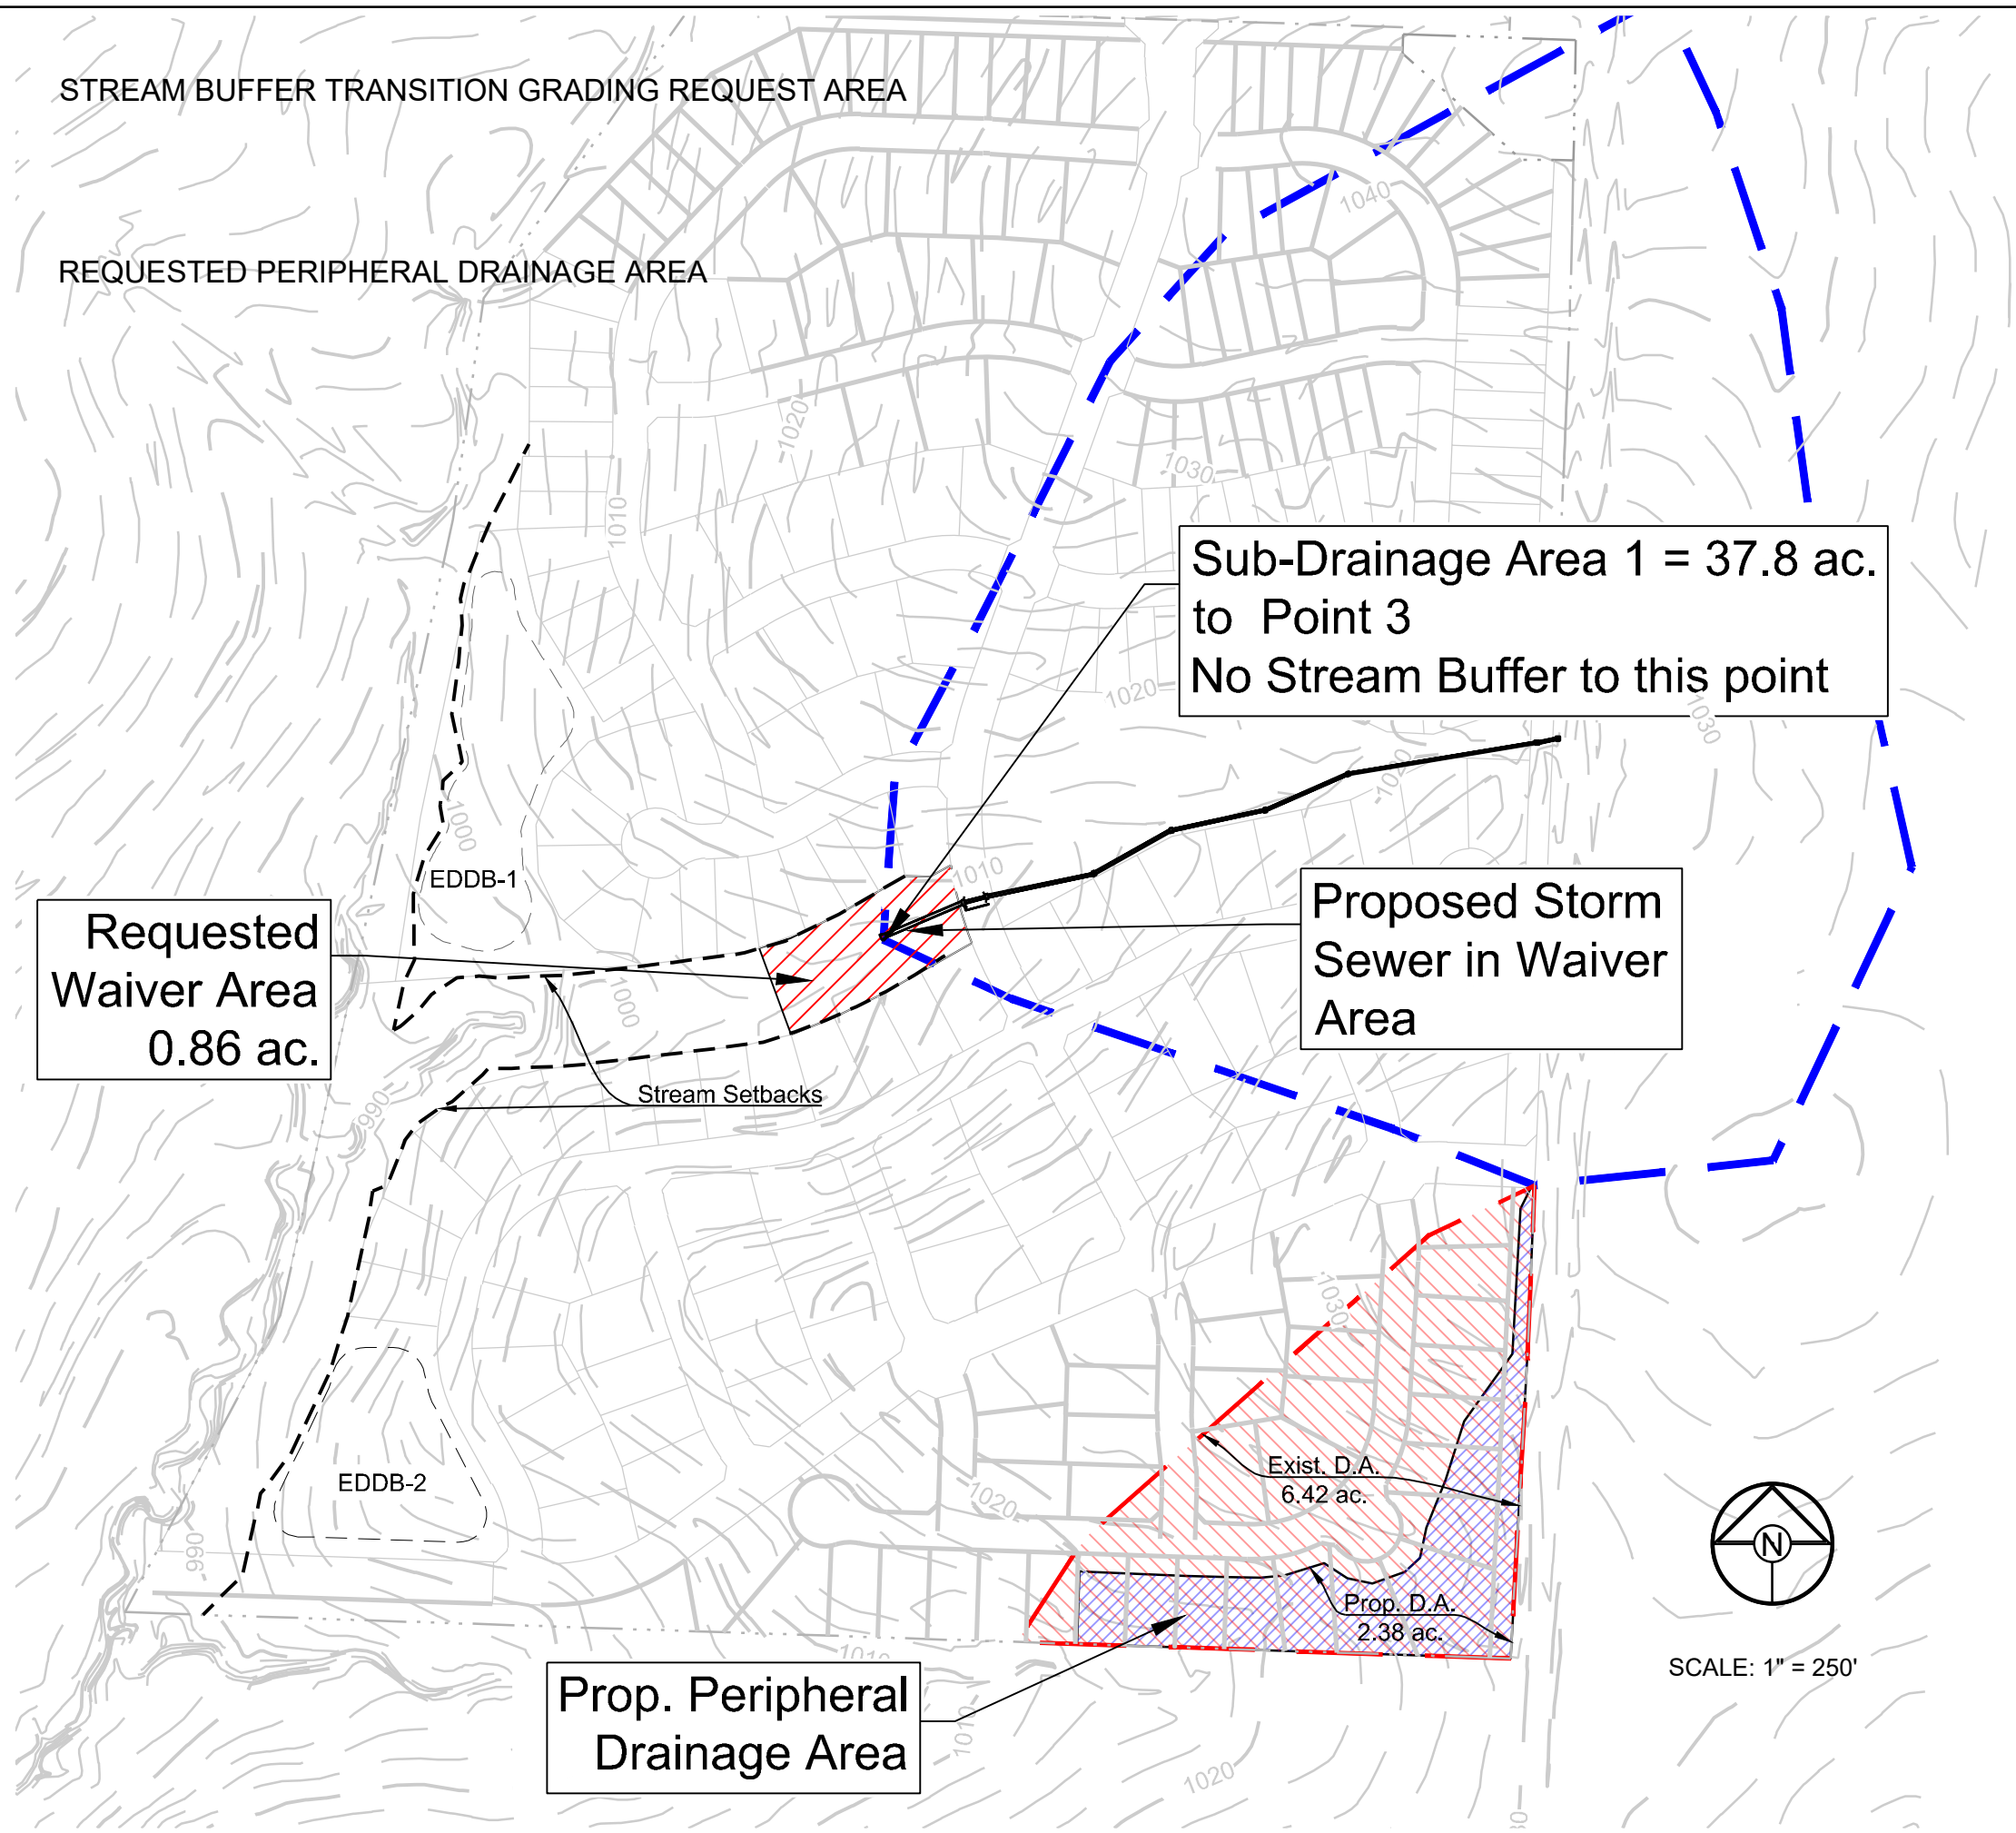 STREAM BUFFER TRANSITION GRADING REQUEST AREA
REQUESTED PERIPHERAL DRAINAGE AREA
1040
1020
1030
1010
Sub-Drainage Area 1 = 37.8 ac.
to Point 3
No Stream Buffer to this point
1020
1030
1020
1000
EDDB-1
1010
Requested
Waiver Area
0.86 ac.
Proposed Storm
Sewer in Waiver
Area
1000
Stream Setbacks
990
1030
EDDB-2
Exist. D.A.
6.42 ac.
1020
990
N
Prop. D.A.
2.38 ac.
1010
SCALE: 1" = 250'
Prop. Peripheral
Drainage Area
1010
1020